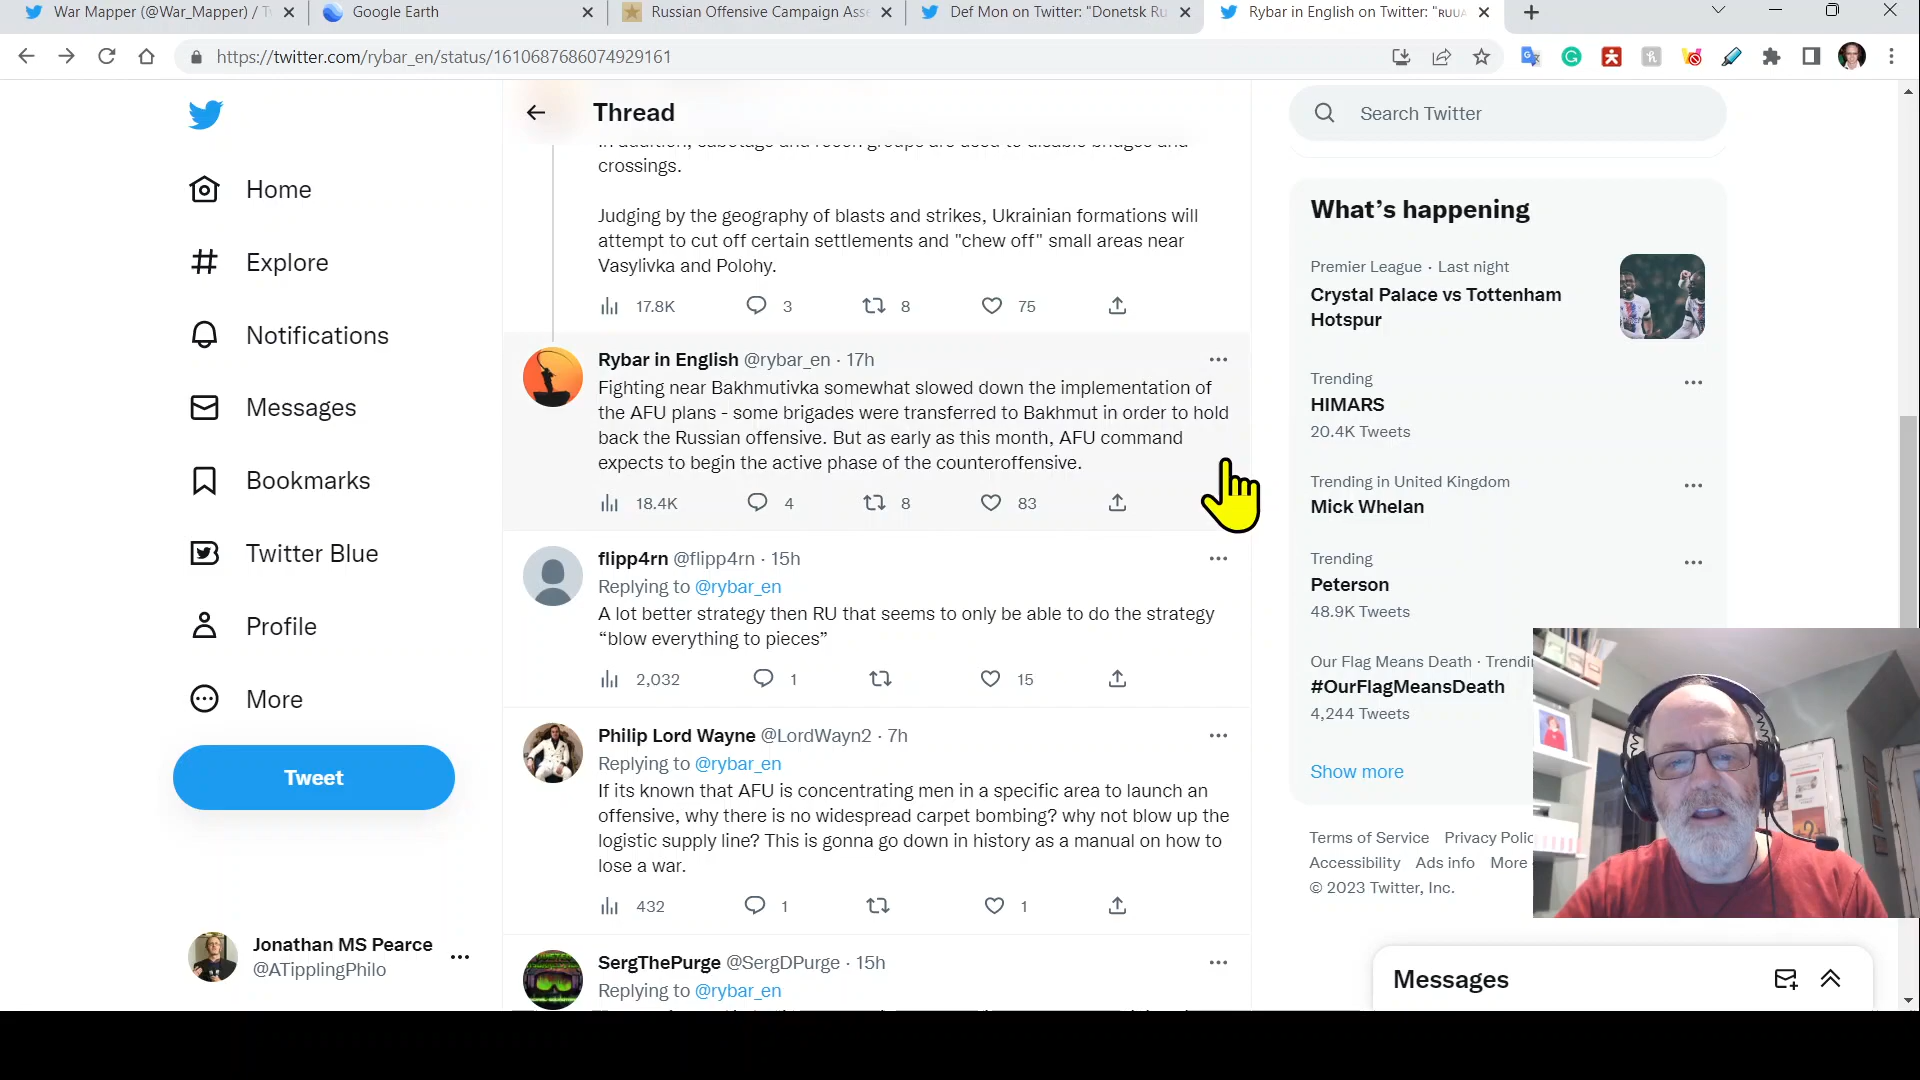 War Mapper (@War_Mapper) / T
Google Earth
Russian Offensive Campaign Ass
Def Mon on Twitter: "Donetsk Ru
Rybar in English on Twitter: "RUUA
https://twitter.com/rybar_en/status/1610687686074929161
Home
Explore
Notifications
Messages
Bookmarks
Twitter Blue
Profile
More
Tweet
Jonathan MS Pearce
@ATipplingPhilo
Thread
In addition, sabotage and recon groups are used to disable bridges and
crossings.
Judging by the geography of blasts and strikes, Ukrainian formations will
attempt to cut off certain settlements and "chew off" small areas near
Vasylivka and Polohy.
17.8K 3 8 75
Rybar in English @rybar_en · 17h
Fighting near Bakhmutivka somewhat slowed down the implementation of
the AFU plans - some brigades were transferred to Bakhmut in order to hold
back the Russian offensive. But as early as this month, AFU command
expects to begin the active phase of the counteroffensive.
18.4K 4 8 83
flipp4rn @flipp4rn · 15h
Replying to @rybar_en
A lot better strategy then RU that seems to only be able to do the strategy
“blow everything to pieces”
2,032 1 15
Philip Lord Wayne @LordWayn2 · 7h
Replying to @rybar_en
If its known that AFU is concentrating men in a specific area to launch an
offensive, why there is no widespread carpet bombing? why not blow up the
logistic supply line? This is gonna go down in history as a manual on how to
lose a war.
432 1 1
SergThePurge @SergDPurge · 15h
Replying to @rybar_en
Search Twitter
What’s happening
Premier League · Last night
Crystal Palace vs Tottenham
Hotspur
Trending
HIMARS
20.4K Tweets
Trending in United Kingdom
Mick Whelan
Trending
Peterson
48.9K Tweets
Our Flag Means Death · Trendi
#OurFlagMeansDeath
4,244 Tweets
Show more
Terms of Service Privacy Polic
Accessibility Ads info More
© 2023 Twitter, Inc.
Messages